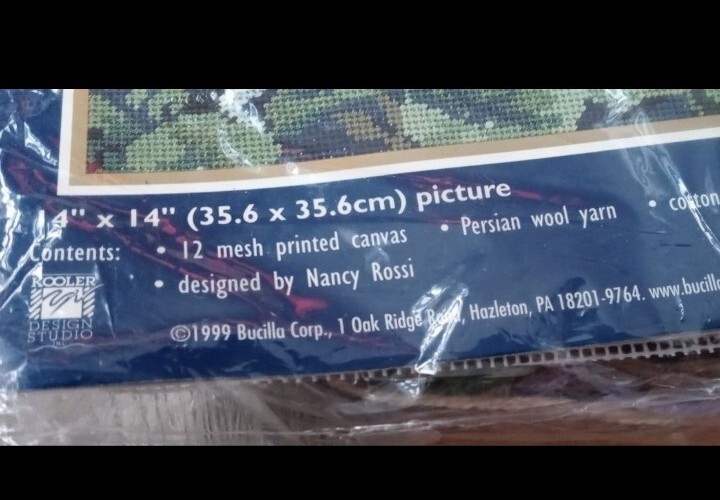 14" x 14" (35.6 x 35.6cm) picture
Contents: • 12 mesh printed canvas • Persian wool yarn • cotton
• designed by Nancy Rossi
KOOLER
DESIGN
STUDIO
©1999 Bucilla Corp., 1 Oak Ridge Road, Hazleton, PA 18201-9764. www.bucilla